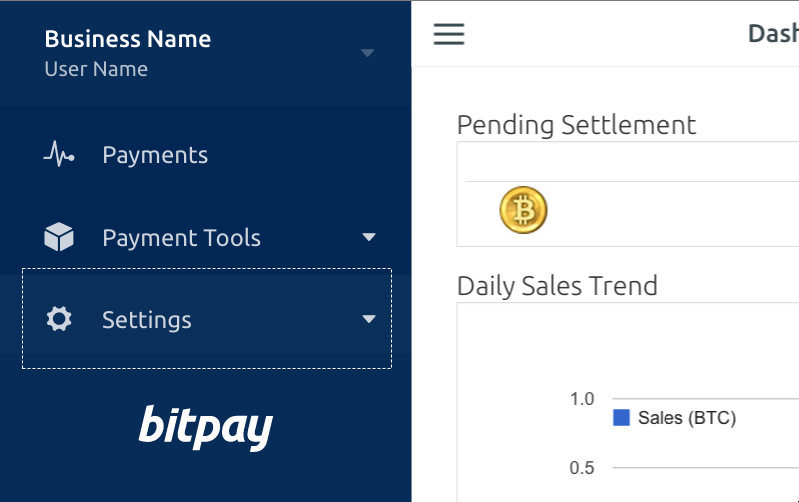 Business Name
User Name
Payments
Payment Tools
Settings
bitpay
Dash
Pending Settlement
Daily Sales Trend
1.0
Sales (BTC)
0.5